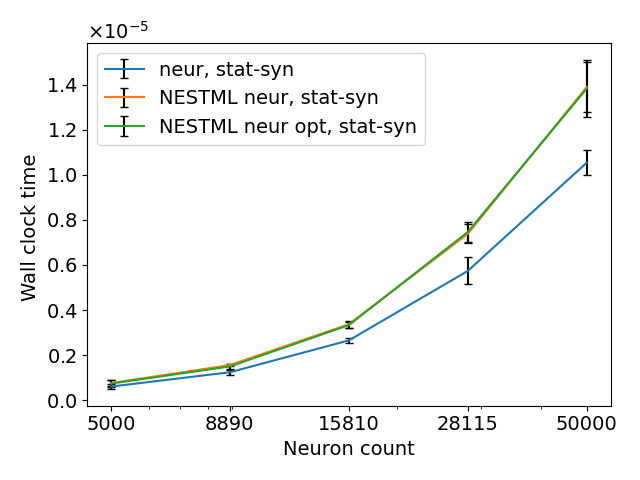 ×10⁻⁵
neur, stat-syn
NESTML neur, stat-syn
NESTML neur opt, stat-syn
1.4
1.2
1.0
0.8
0.6
0.4
0.2
0.0
Wall clock time
5000 8890 15810 28115 50000
Neuron count